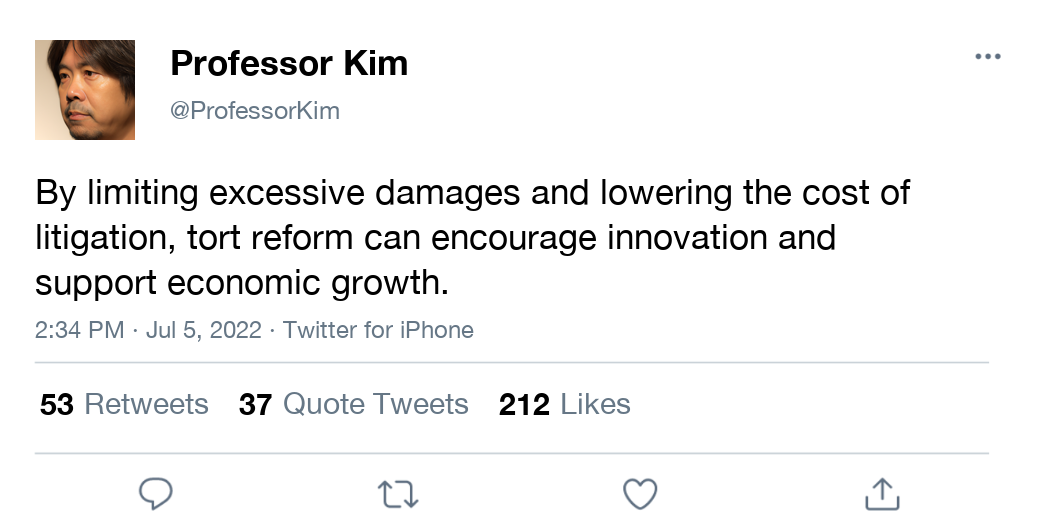 Professor Kim
@ProfessorKim
By limiting excessive damages and lowering the cost of
litigation, tort reform can encourage innovation and
support economic growth.
2:34 PM · Jul 5, 2022 · Twitter for iPhone
53 Retweets 37 Quote Tweets 212 Likes